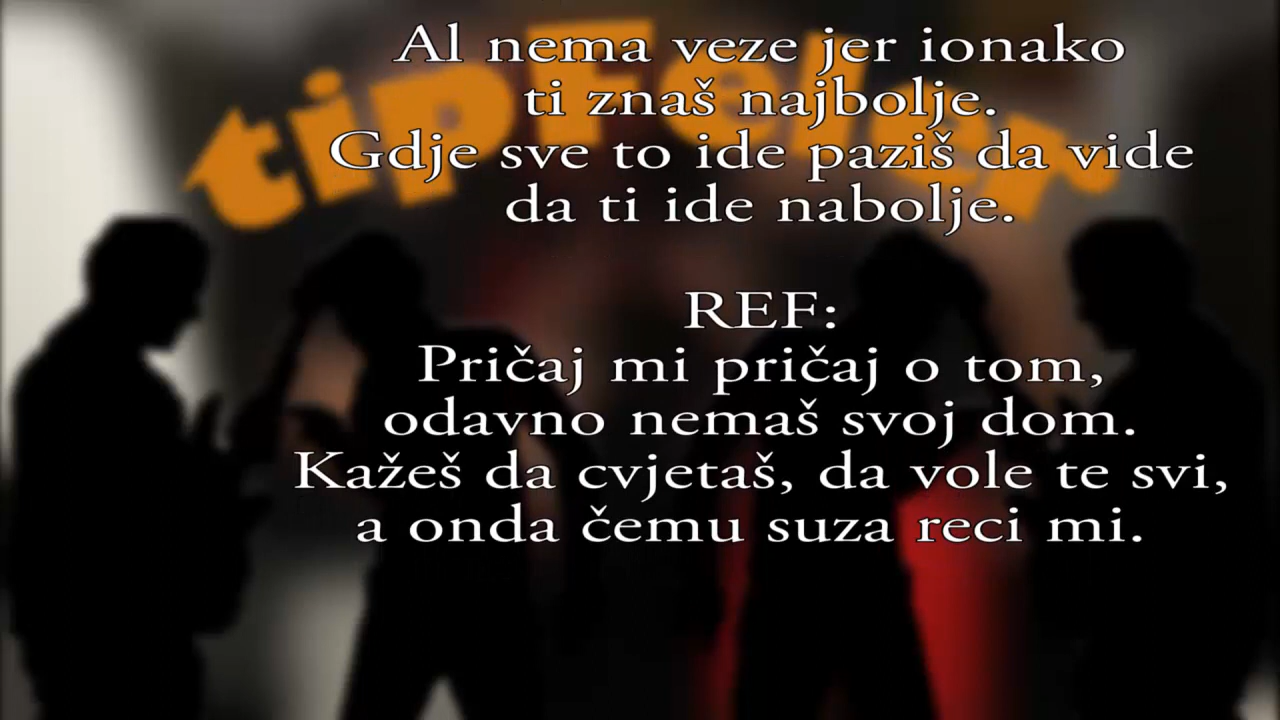 tipFeler
Al nema veze jer ionako
ti znaš najbolje.
Gdje sve to ide paziš da vide
da ti ide nabolje.
REF:
Pričaj mi pričaj o tom,
odavno nemaš svoj dom.
Kažeš da cvjetaš, da vole te svi,
a onda čemu suza reci mi.